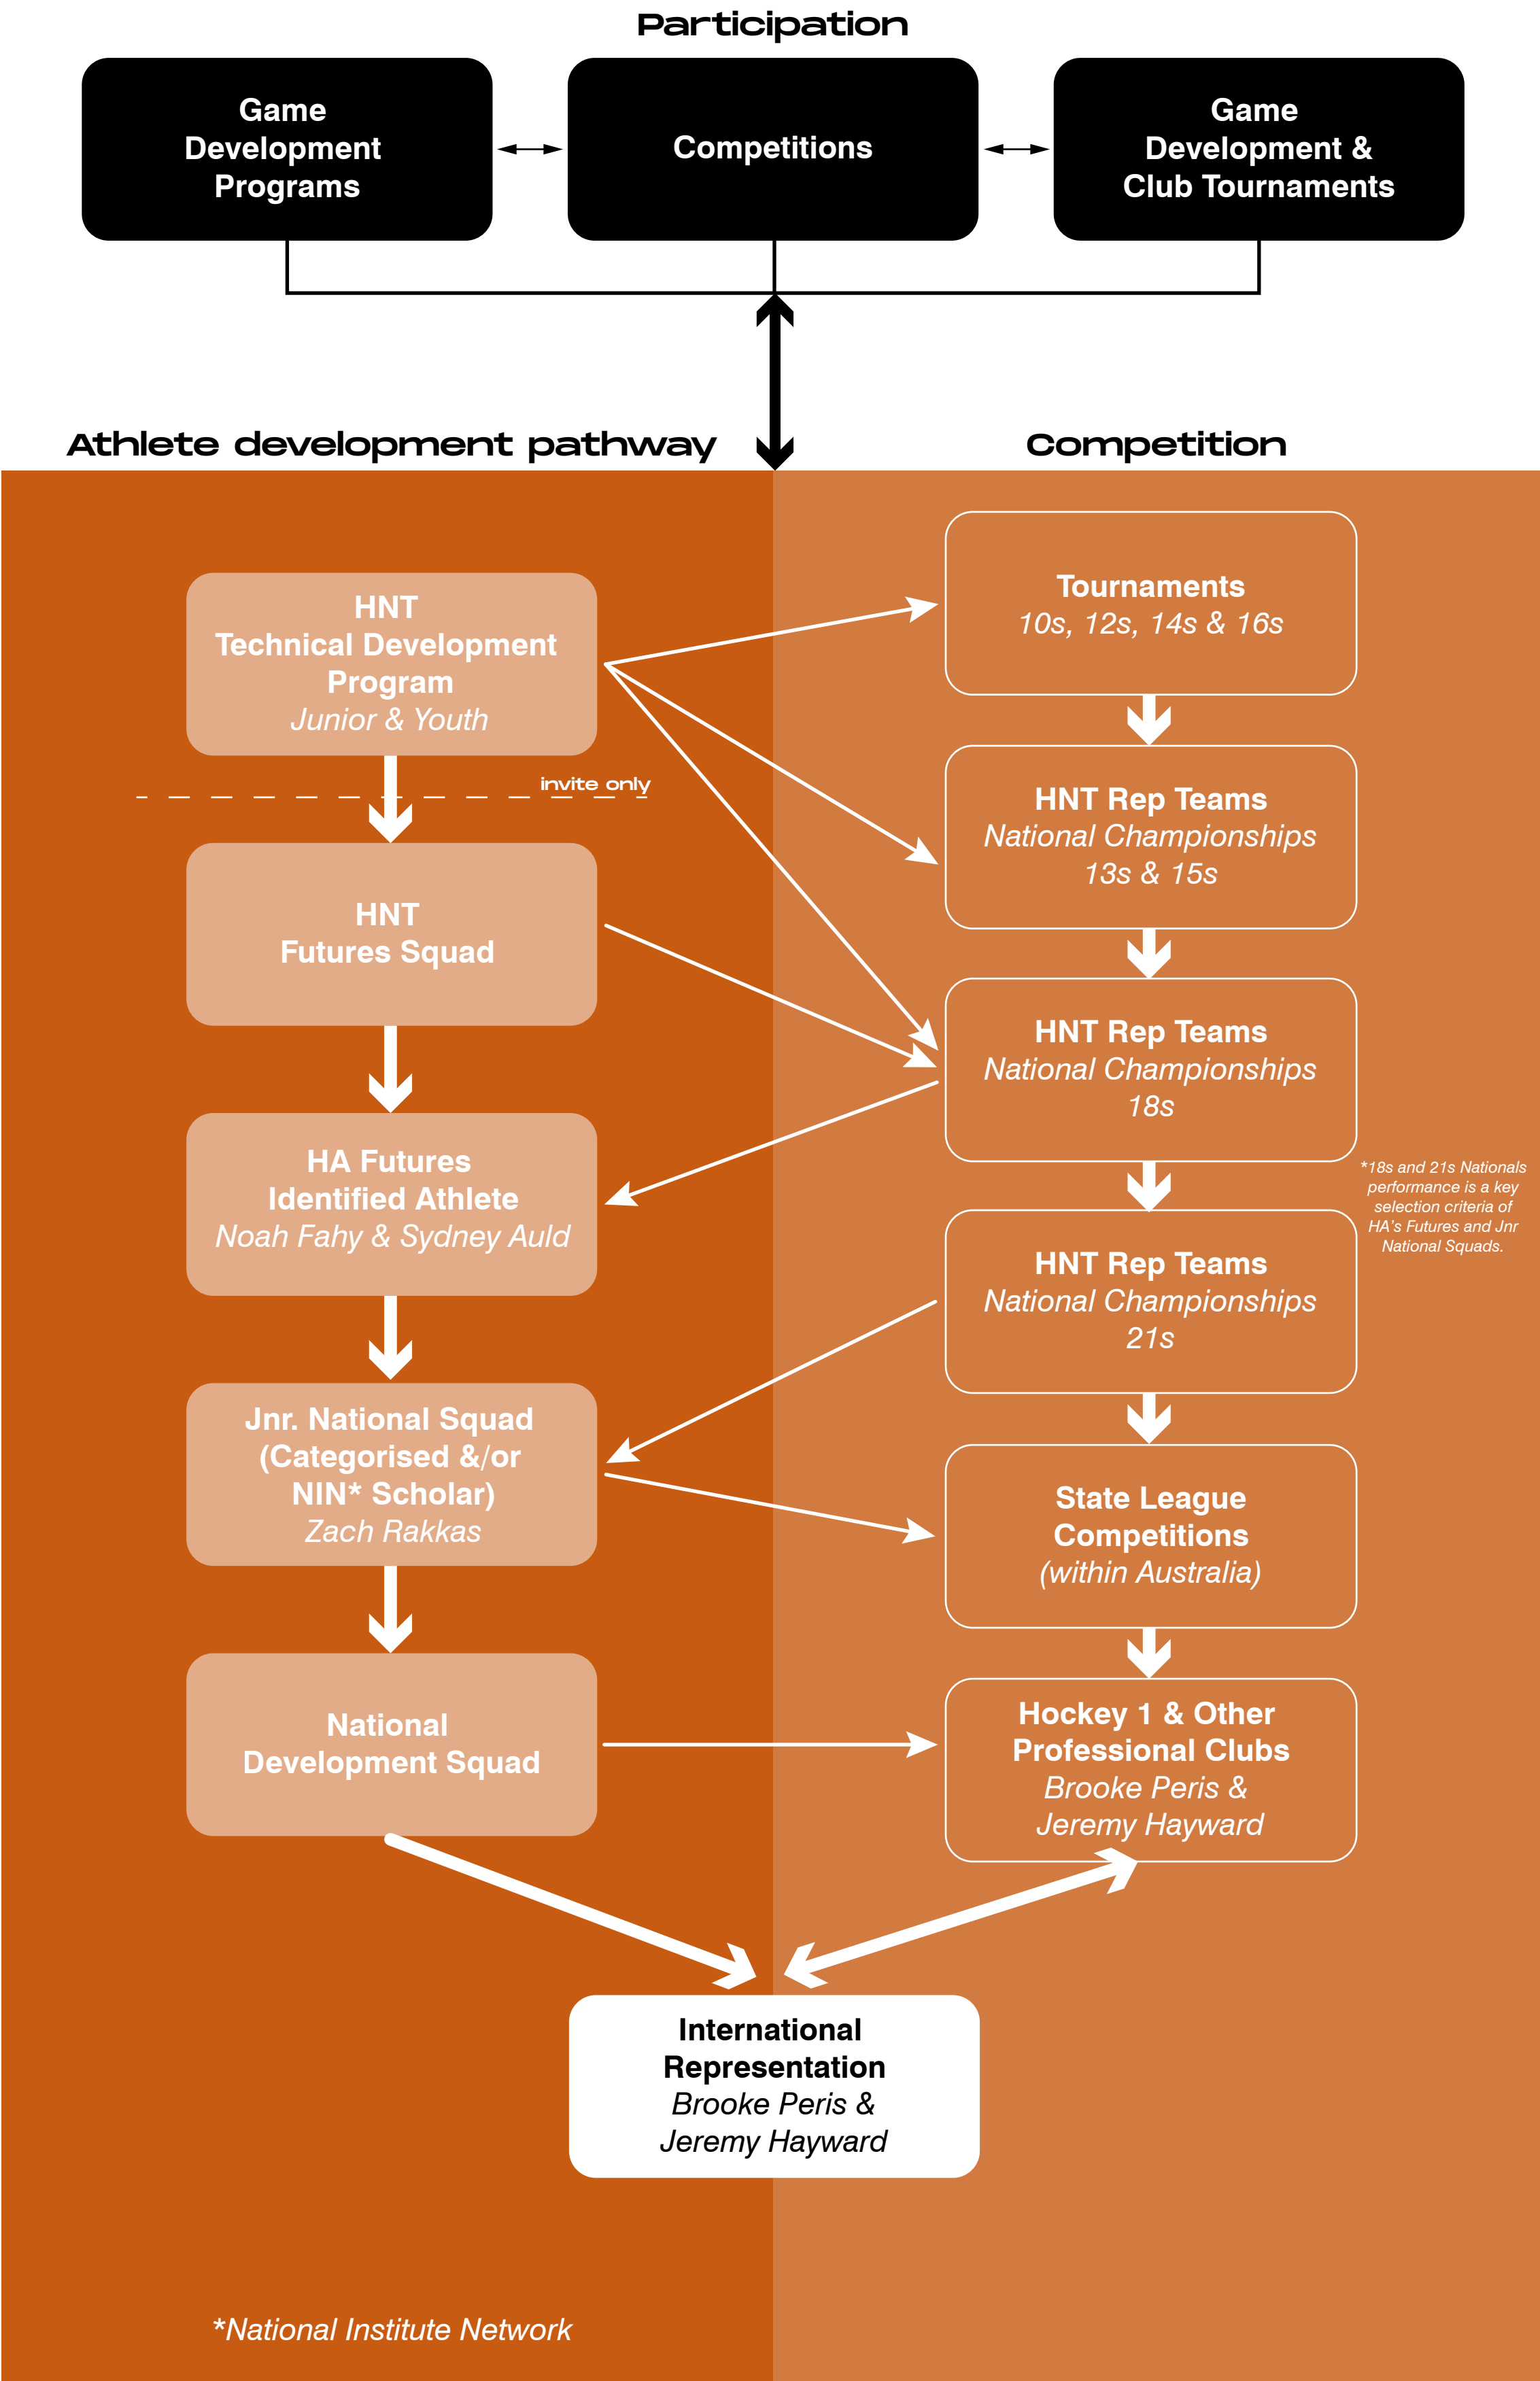 Participation
Game
Development
Programs
Competitions
Game
Development &
Club Tournaments
Athlete development pathway
Competition
HNT
Technical Development
Program
Junior & Youth
invite only
HNT
Futures Squad
HA Futures
Identified Athlete
Noah Fahy & Sydney Auld
Jnr. National Squad
(Categorised &/or
NIN* Scholar)
Zach Rakkas
National
Development Squad
Tournaments
10s, 12s, 14s & 16s
HNT Rep Teams
National Championships
13s & 15s
HNT Rep Teams
National Championships
18s
*18s and 21s Nationals
performance is a key
selection criteria of
HA's Futures and Jnr
National Squads.
HNT Rep Teams
National Championships
21s
State League
Competitions
(within Australia)
Hockey 1 & Other
Professional Clubs
Brooke Peris &
Jeremy Hayward
International
Representation
Brooke Peris &
Jeremy Hayward
*National Institute Network